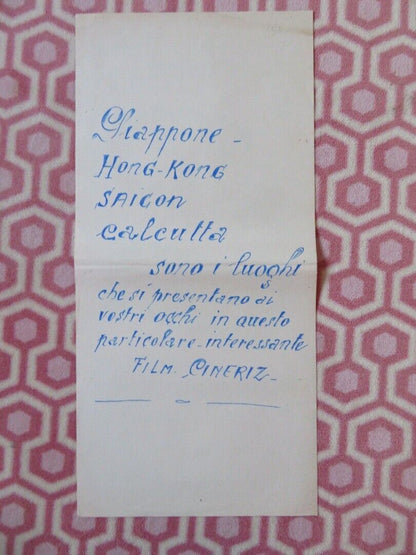 Giappone -
HONG-KONG
SAIGON
calcutta
sono i luoghi
che si presentano ai
vostri occhi in questo
particolare-interessante
FILM CINERIZ-